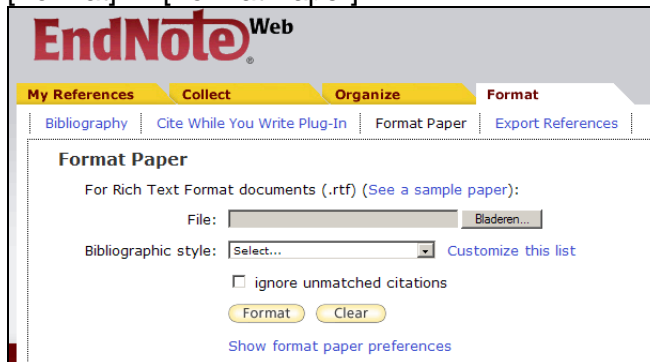 EndNote Web
®
My References Collect Organize Format
Bibliography Cite While You Write Plug-In Format Paper Export References
Format Paper
For Rich Text Format documents (.rtf) (See a sample paper):
File: Bladeren...
Bibliographic style: Select... Customize this list
ignore unmatched citations
Format Clear
Show format paper preferences